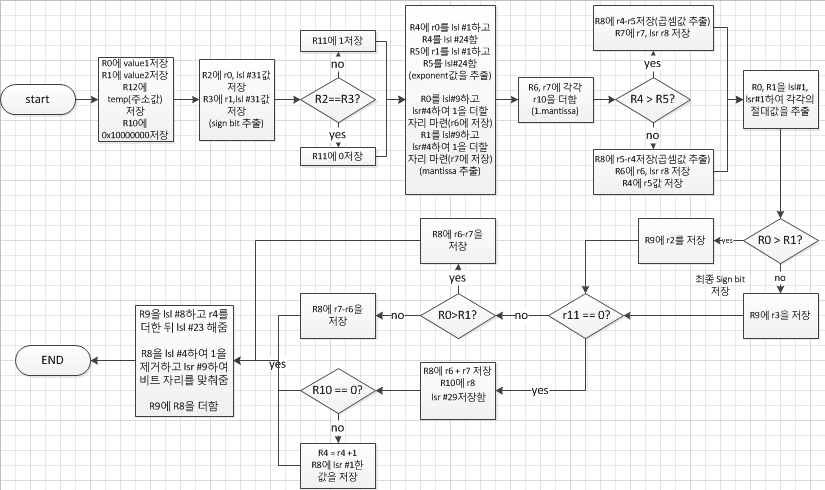 start
R0에 value1저장
R1에 value2저장
R12에
temp(주소값)
저장
R10에
0x10000000저장
R2에 r0, lsl #31값
저장
R3에 r1,lsl #31값
저장
(sign bit 추출)
R11에 1저장
no
R2==R3?
yes
R11에 0저장
R4에 r0를 lsl #1하고
R4를 lsl #24함
R5에 r1를 lsl #1하고
R5를 lsl#24함
(exponent값을 추출)
R0를 lsl#9하고
lsr#4하여 1을 더할
자리 마련(r6에 저장)
R1를 lsl#9하고
lsr#4하여 1을 더할
자리 마련(r7에 저장)
(mantissa 추출)
R6, r7에 각각
r10을 더함
(1.mantissa)
R8에 r4-r5저장(곱셈값 추출)
R7에 r7, lsr r8 저장
yes
R4 > R5?
no
R8에 r5-r4저장(곱셈값 추출)
R6에 r6, lsr r8 저장
R4에 r5값 저장
R0, R1을 lsl#1,
lsr#1하여 각각의
절대값을 추출
R0 > R1?
yes
R9에 r2를 저장
no
최종 Sign bit
저장
R9에 r3을 저장
r11 == 0?
no
R0>R1?
yes
R8에 r6-r7을
저장
no
R8에 r7-r6을
저장
yes
R8에 r6 + r7 저장
R10에 r8
lsr #29저장함
R10 == 0?
yes
no
R4 = r4 +1
R8에 lsr #1한
값을 저장
R9을 lsl #8하고 r4를
더한 뒤 lsl #23 해줌
R8을 lsl #4하여 1을
제거하고 lsr #9하여
비트 자리를 맞춰줌
R9에 R8을 더함
END